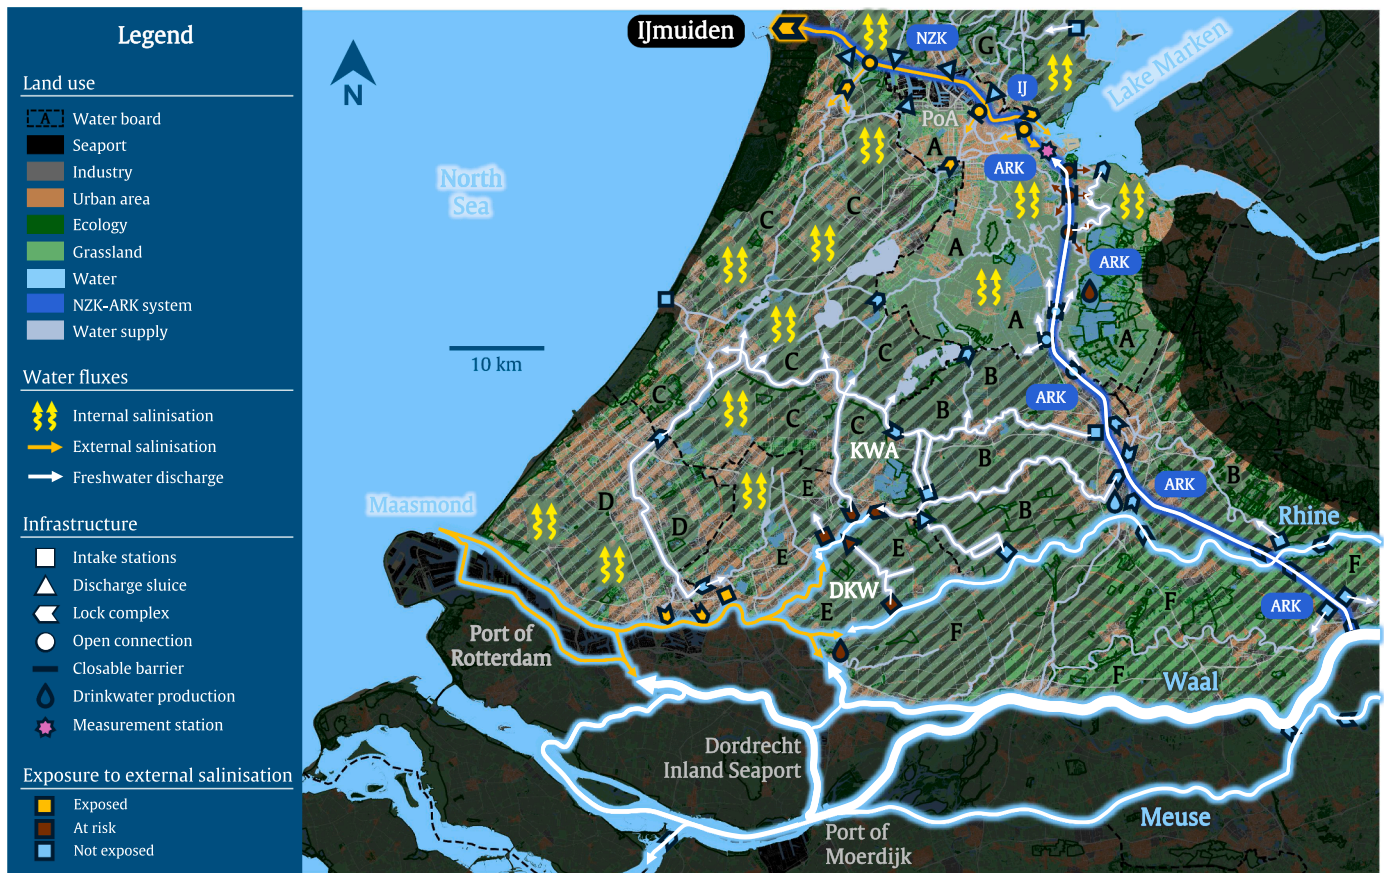 Legend
Land use
A
Water board
Seaport
Industry
Urban area
Ecology
Grassland
Water
NZK-ARK system
Water supply
Water fluxes
Internal salinisation
External salinisation
Freshwater discharge
Infrastructure
Intake stations
Discharge sluice
Lock complex
Open connection
Closable barrier
Drinkwater production
Measurement station
Exposure to external salinisation
Exposed
At risk
Not exposed
IJmuiden
N
NZK
G
IJ
Lake Marken
PoA
A
ARK
North
Sea
C
C
A
ARK
10 km
A
A
C
C
B
ARK
C
B
C
C
KWA
B
B
ARK
Maasmond
D
E
B
Rhine
D
E
E
F
DKW
E
F
ARK
Port of
Rotterdam
F
F
Waal
Dordrecht
Inland Seaport
Meuse
Port of
Moerdijk